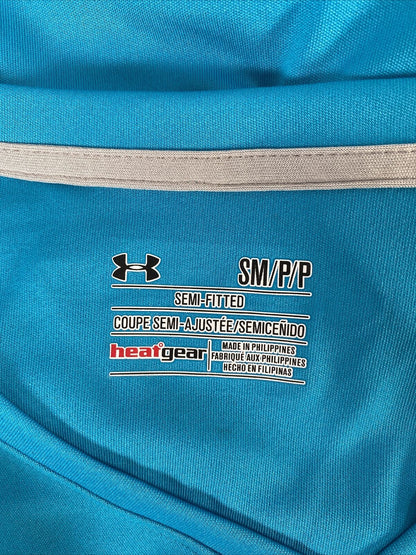 SM/P/P
SEMI-FITTED
COUPE SEMI-AJUSTÉE/SEMICEÑIDO
heatgear
MADE IN PHILIPPINES
FABRIQUÉ AUX-PHILIPPINES
HECHO EN FILIPINAS